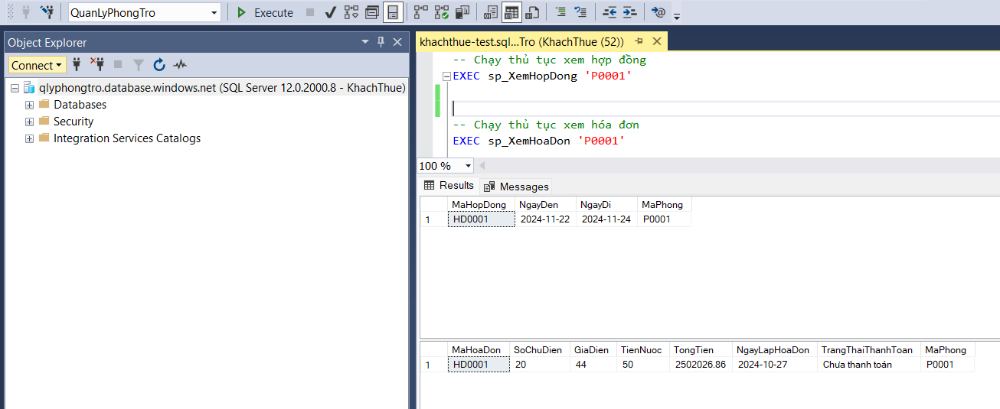 QuanLyPhongTro Execute
Object Explorer
Connect
qlyphongtro.database.windows.net (SQL Server 12.0.2000.8 - KhachThue)
Databases
Security
Integration Services Catalogs
khachthue-test.sql...Tro (KhachThue (52))
-- Chạy thủ tục xem hợp đồng
EXEC sp_XemHopDong 'P0001'
-- Chạy thủ tục xem hóa đơn
EXEC sp_XemHoaDon 'P0001'
100 %
Results Messages
MaHopDong NgayDen NgayDi MaPhong
1 HD0001 2024-11-22 2024-11-24 P0001
MaHoaDon SoChuDien GiaDien TienNuoc TongTien NgayLapHoaDon TrangThaiThanhToan MaPhong
1 HD0001 20 44 50 2502026.86 2024-10-27 Chưa thanh toán P0001